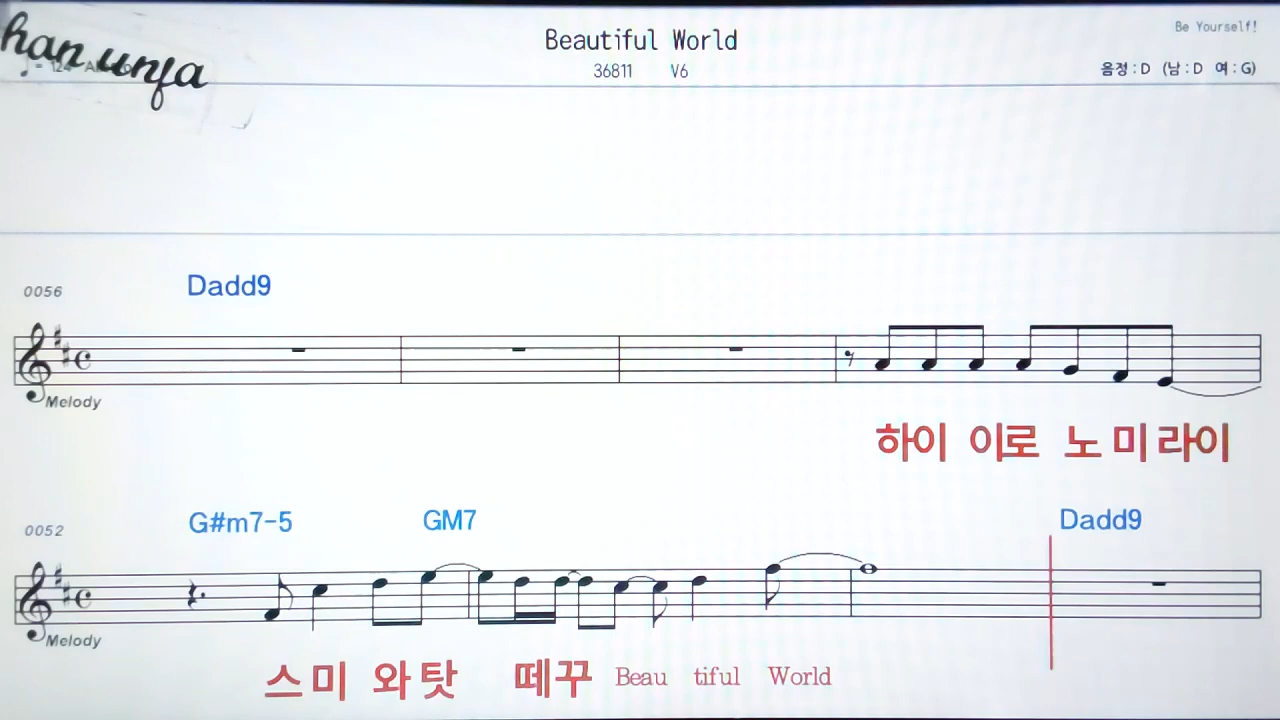 han unfa
Beautiful World
Be Yourself!
36811 V6
음정 : D (남 : D 여 : G)
0056
Dadd9
Melody
하이 이로 노 미 라이
0052
G#m7-5 GM7 Dadd9
Melody
스미 와탓 떼꾸 Beau tiful World